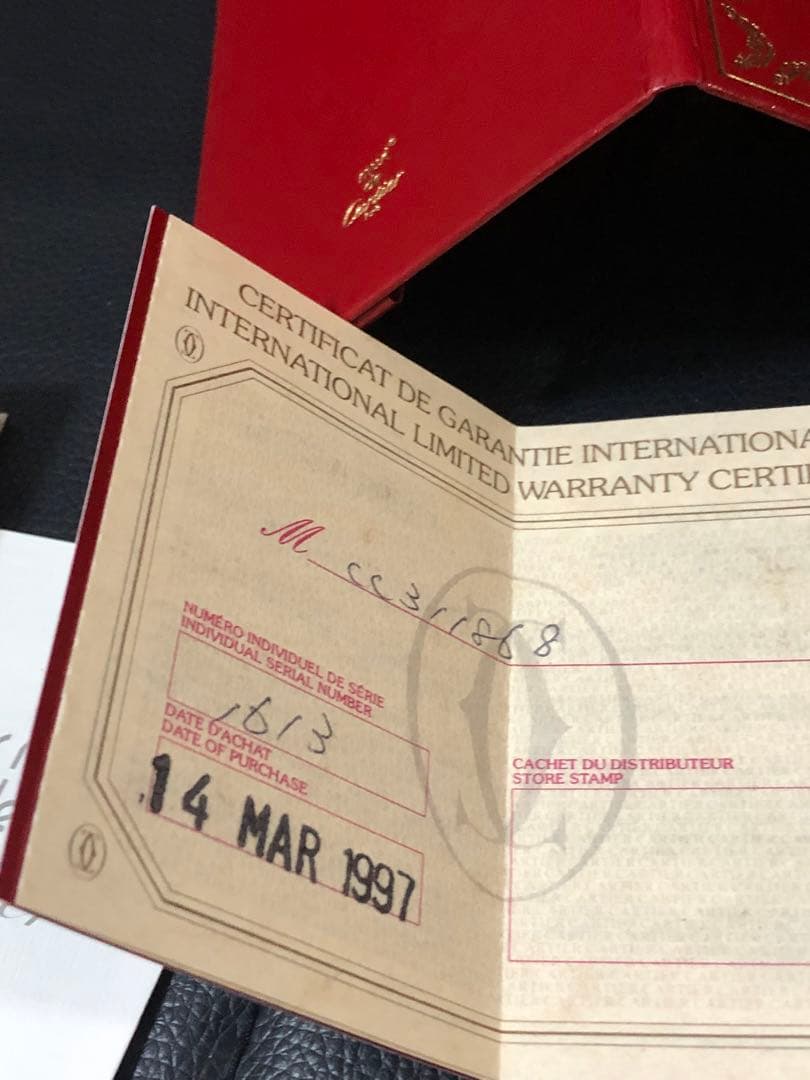 CERTIFICAT DE GARANTIE INTERNATIONA
INTERNATIONAL LIMITED WARRANTY CERTI
M cc311868
NUMÉRO INDIVIDUEL DE SÉRIE
INDIVIDUAL SERIAL NUMBER
1613
DATE D'ACHAT
DATE OF PURCHASE
14 MAR 1997
CACHET DU DISTRIBUTEUR
STORE STAMP